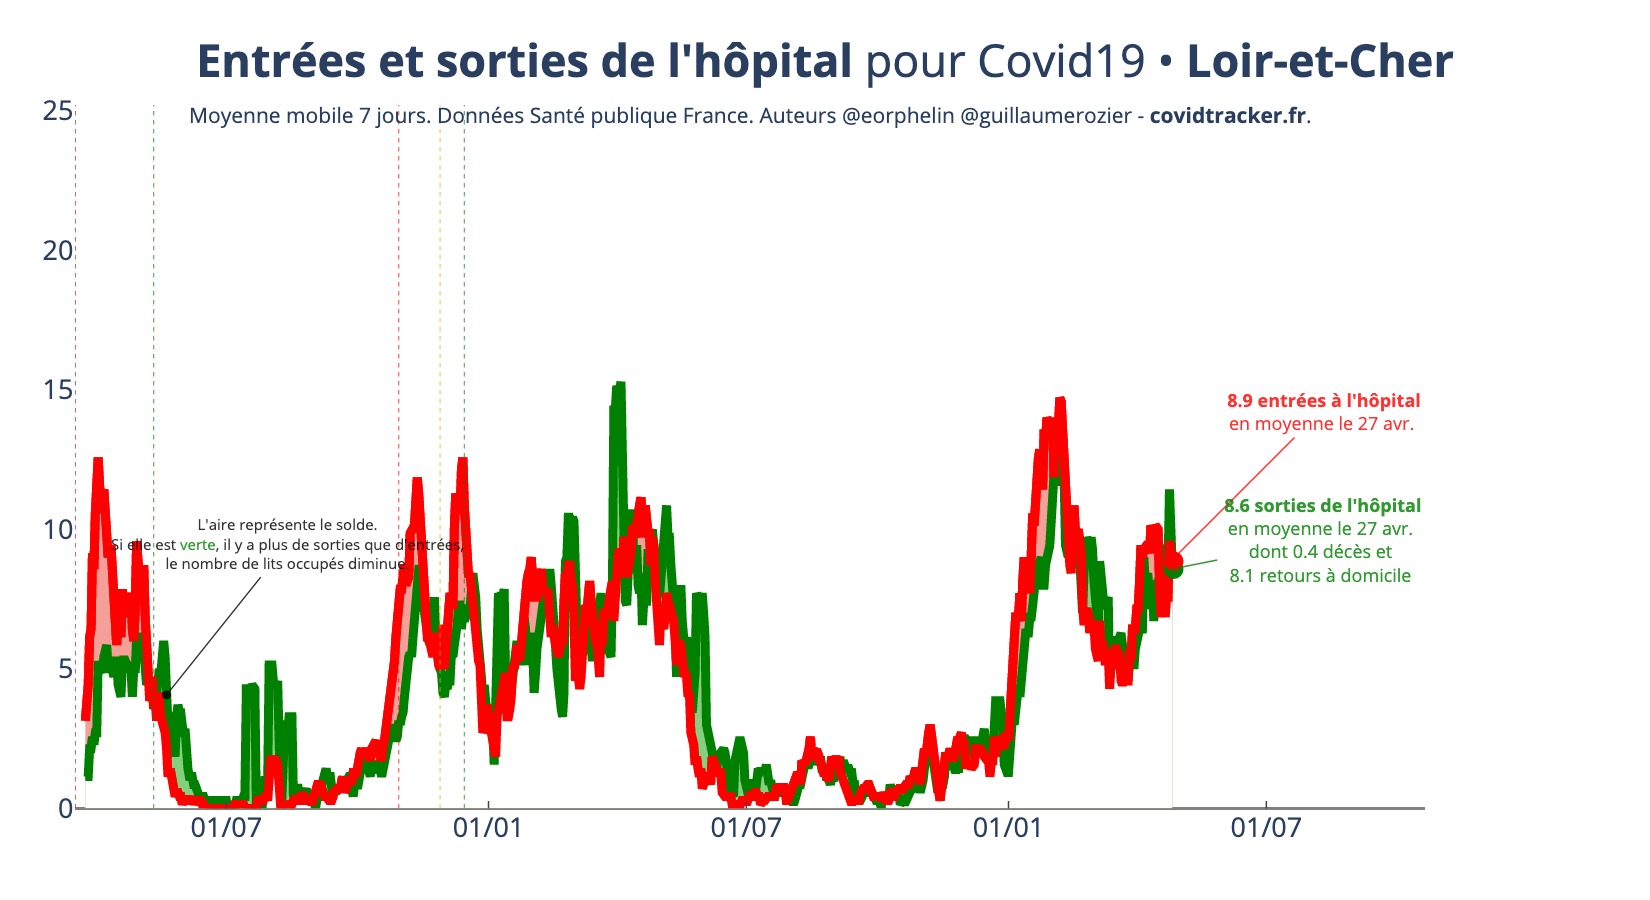 Entrées et sorties de l'hôpital pour Covid19 • Loir-et-Cher
Moyenne mobile 7 jours. Données Santé publique France. Auteurs @eorphelin @guillaumerozier - covidtracker.fr.
25
20
15
10
5
0
L'aire représente le solde.
Si elle est verte, il y a plus de sorties que d'entrées,
le nombre de lits occupés diminue.
8.9 entrées à l'hôpital
en moyenne le 27 avr.
8.6 sorties de l'hôpital
en moyenne le 27 avr.
dont 0.4 décès et
8.1 retours à domicile
01/07
01/01
01/07
01/01
01/07